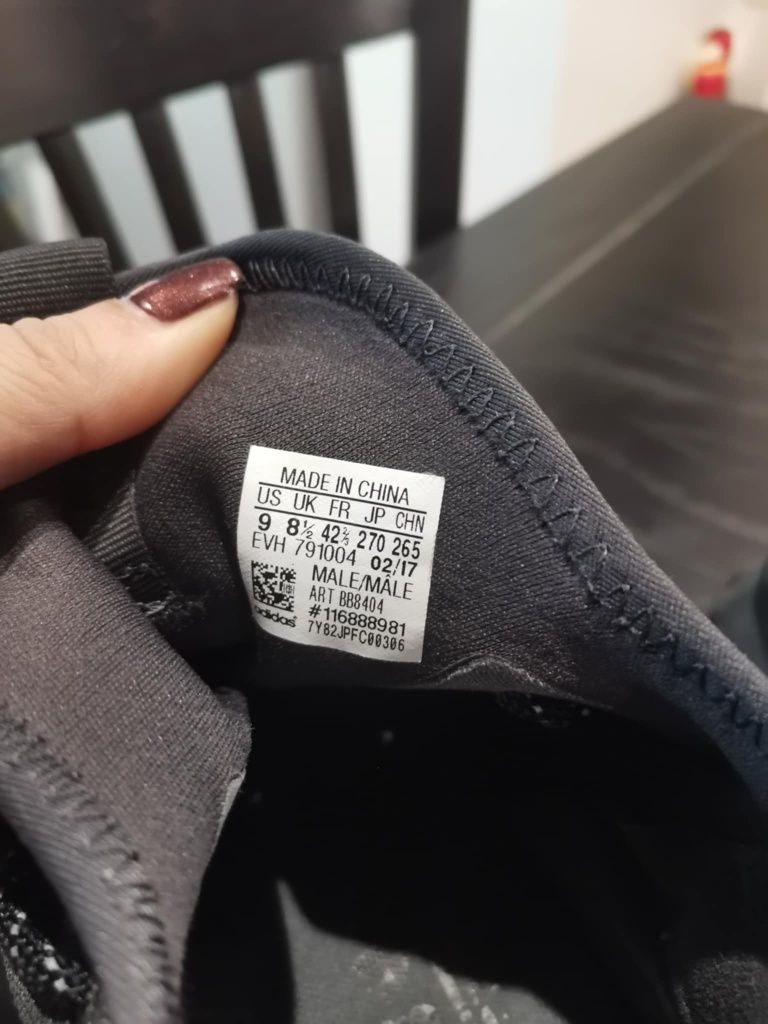 MADE IN CHINA
US UK FR JP CHN
9 8½ 42⅔ 270 265
EVH 791004 02/17
MALE/MÂLE
ART BB8404
#116888981
adidas® 7Y82JPFC00306